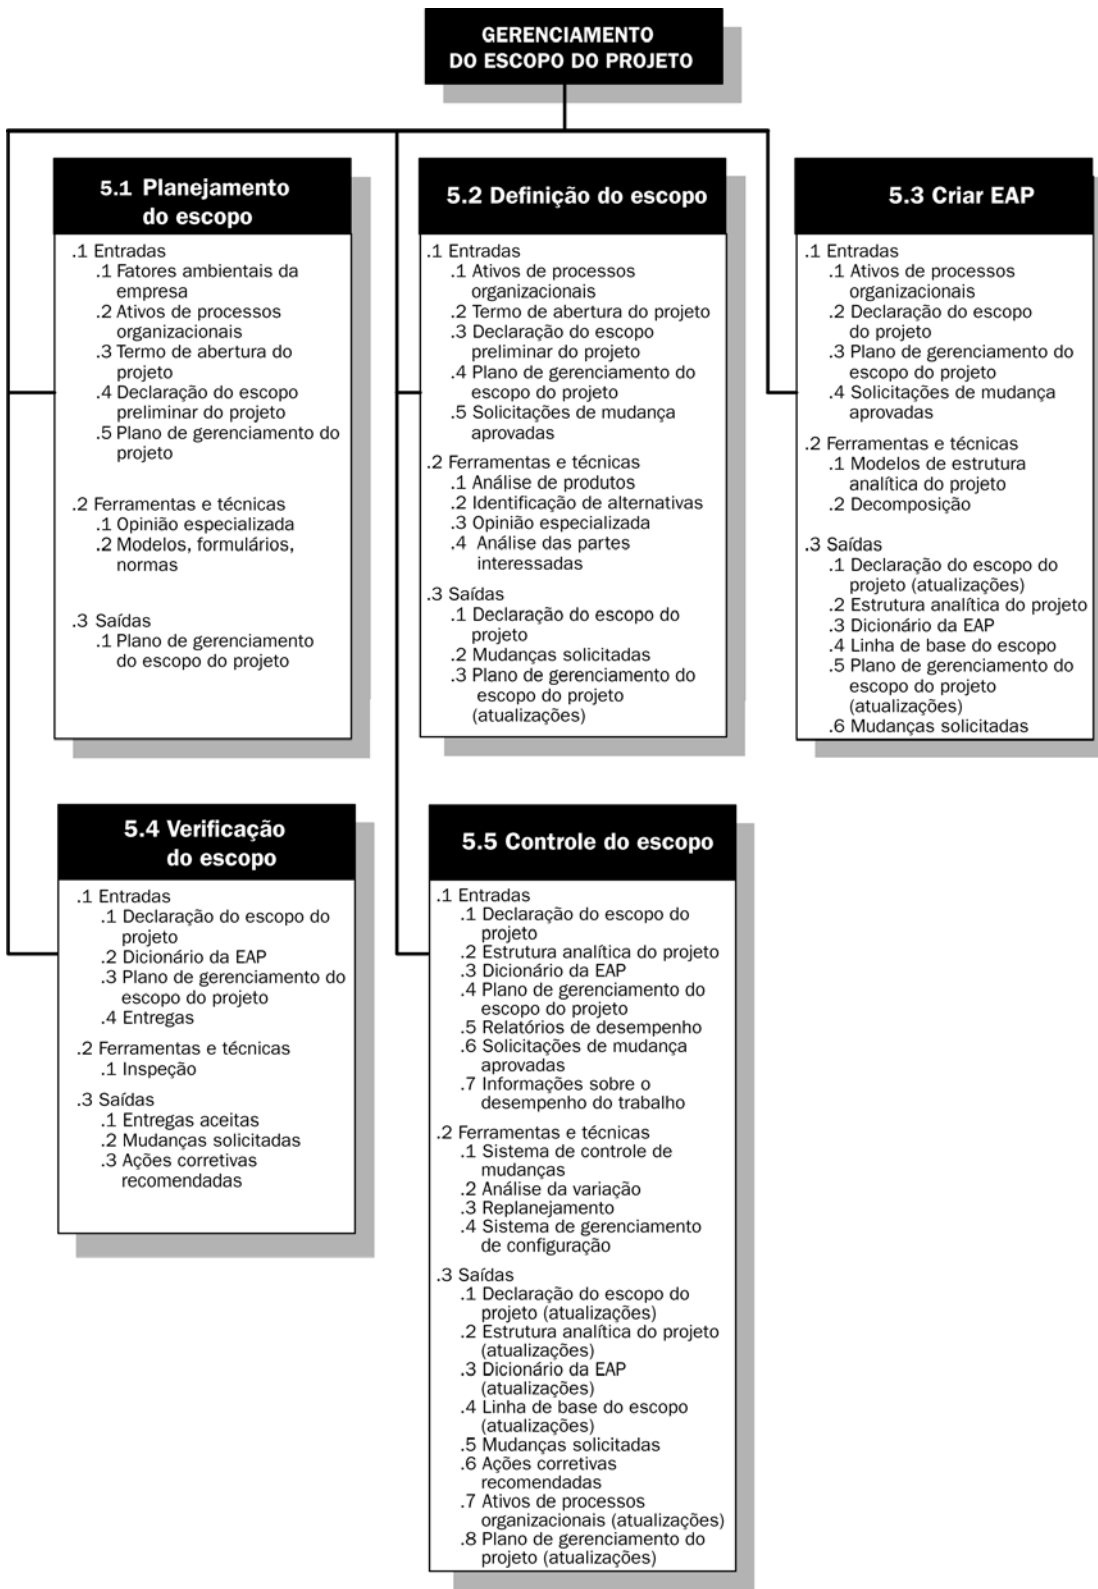 GERENCIAMENTO
DO ESCOPO DO PROJETO
5.1 Planejamento
do escopo
.1 Entradas
.1 Fatores ambientais da
empresa
.2 Ativos de processos
organizacionais
.3 Termo de abertura do
projeto
.4 Declaração do escopo
preliminar do projeto
.5 Plano de gerenciamento do
projeto
.2 Ferramentas e técnicas
.1 Opinião especializada
.2 Modelos, formulários,
normas
.3 Saídas
.1 Plano de gerenciamento
do escopo do projeto
5.2 Definição do escopo
.1 Entradas
.1 Ativos de processos
organizacionais
.2 Termo de abertura do projeto
.3 Declaração do escopo
preliminar do projeto
.4 Plano de gerenciamento do
escopo do projeto
.5 Solicitações de mudança
aprovadas
.2 Ferramentas e técnicas
.1 Análise de produtos
.2 Identificação de alternativas
.3 Opinião especializada
.4 Análise das partes
interessadas
.3 Saídas
.1 Declaração do escopo do
projeto
.2 Mudanças solicitadas
.3 Plano de gerenciamento do
escopo do projeto
(atualizações)
5.3 Criar EAP
.1 Entradas
.1 Ativos de processos
organizacionais
.2 Declaração do escopo
do projeto
.3 Plano de gerenciamento do
escopo do projeto
.4 Solicitações de mudança
aprovadas
.2 Ferramentas e técnicas
.1 Modelos de estrutura
analítica do projeto
.2 Decomposição
.3 Saídas
.1 Declaração do escopo do
projeto (atualizações)
.2 Estrutura analítica do projeto
.3 Dicionário da EAP
.4 Linha de base do escopo
.5 Plano de gerenciamento do
escopo do projeto
(atualizações)
.6 Mudanças solicitadas
5.4 Verificação
do escopo
.1 Entradas
.1 Declaração do escopo do
projeto
.2 Dicionário da EAP
.3 Plano de gerenciamento do
escopo do projeto
.4 Entregas
.2 Ferramentas e técnicas
.1 Inspeção
.3 Saídas
.1 Entregas aceitas
.2 Mudanças solicitadas
.3 Ações corretivas
recomendadas
5.5 Controle do escopo
.1 Entradas
.1 Declaração do escopo do
projeto
.2 Estrutura analítica do projeto
.3 Dicionário da EAP
.4 Plano de gerenciamento do
escopo do projeto
.5 Relatórios de desempenho
.6 Solicitações de mudança
aprovadas
.7 Informações sobre o
desempenho do trabalho
.2 Ferramentas e técnicas
.1 Sistema de controle de
mudanças
.2 Análise da variação
.3 Replanejamento
.4 Sistema de gerenciamento
de configuração
.3 Saídas
.1 Declaração do escopo do
projeto (atualizações)
.2 Estrutura analítica do projeto
(atualizações)
.3 Dicionário da EAP
(atualizações)
.4 Linha de base do escopo
(atualizações)
.5 Mudanças solicitadas
.6 Ações corretivas
recomendadas
.7 Ativos de processos
organizacionais (atualizações)
.8 Plano de gerenciamento do
projeto (atualizações)